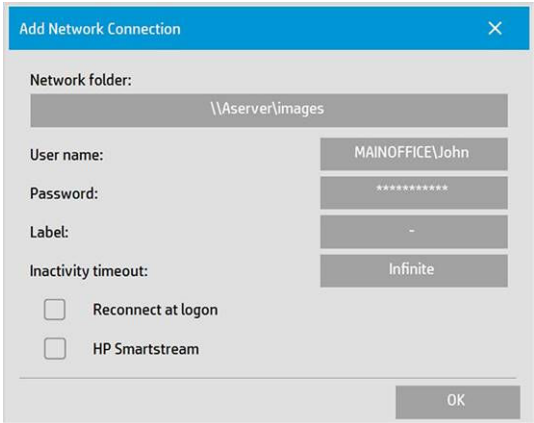 Add Network Connection
Network folder:
\\Aserver\images
User name: MAINOFFICE\John
Password: ***********
Label: -
Inactivity timeout: Infinite
Reconnect at logon
HP Smartstream
OK